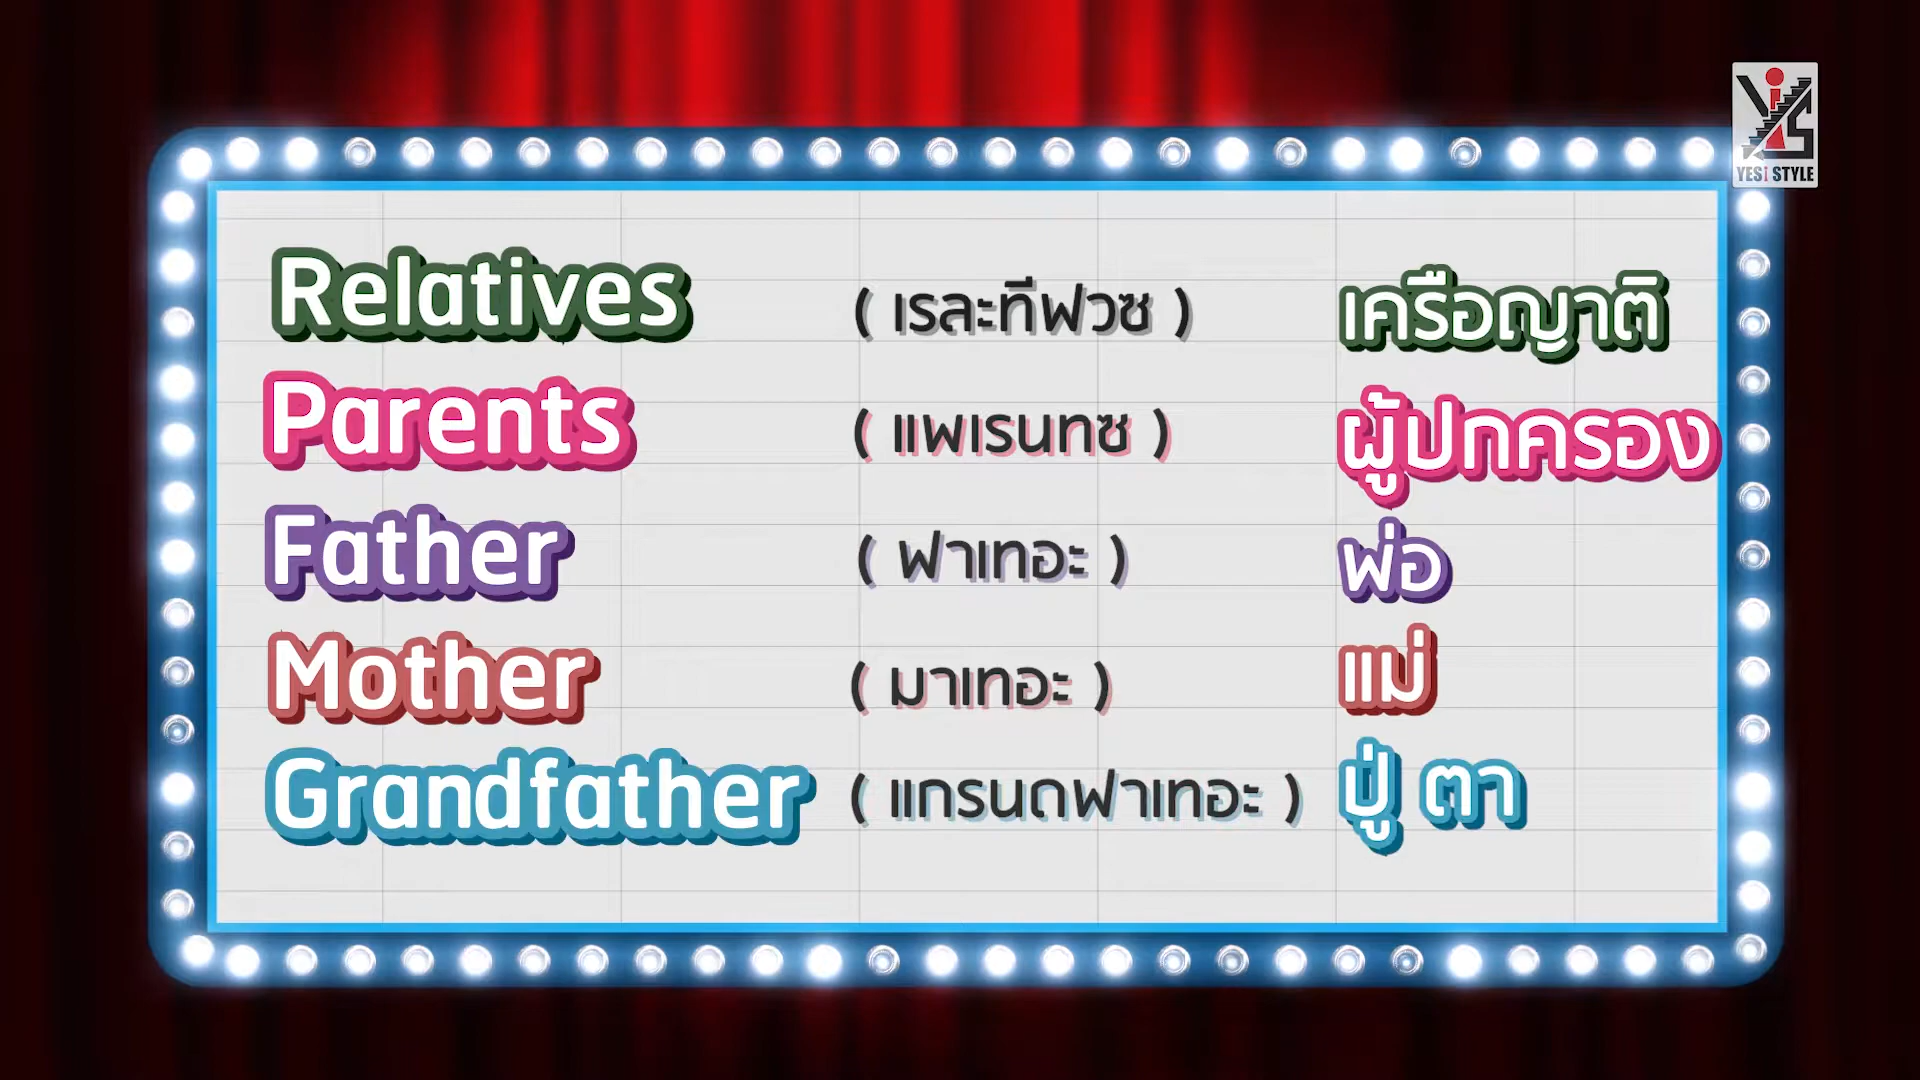 YESi STYLE
Relatives ( เรละทีฟวซ ) เครือญาติ
Parents ( แพเรนทซ ) ผู้ปกครอง
Father ( ฟาเทอะ ) พ่อ
Mother ( มาเทอะ ) แม่
Grandfather ( แกรนดฟาเทอะ ) ปู่ ตา